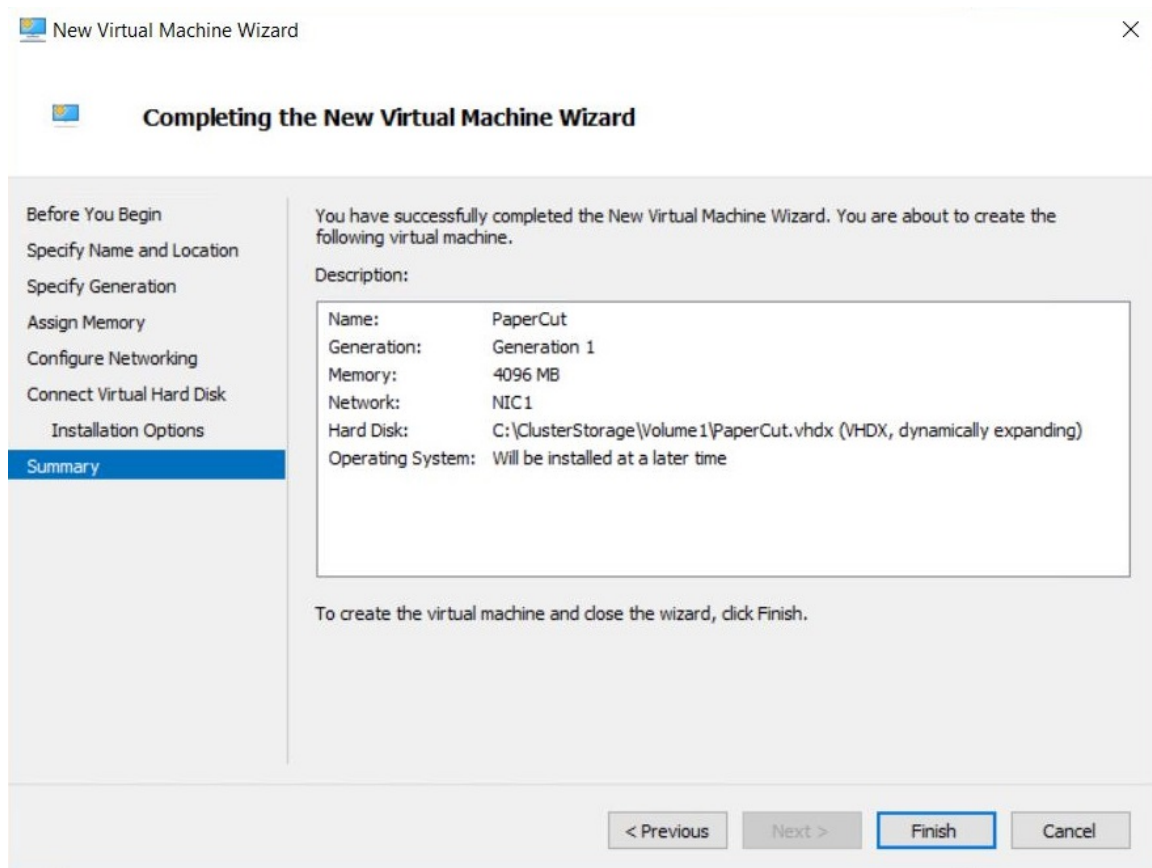 New Virtual Machine Wizard
Completing the New Virtual Machine Wizard
Before You Begin
Specify Name and Location
Specify Generation
Assign Memory
Configure Networking
Connect Virtual Hard Disk
Installation Options
Summary
You have successfully completed the New Virtual Machine Wizard. You are about to create the
following virtual machine.
Description:
Name: PaperCut
Generation: Generation 1
Memory: 4096 MB
Network: NIC1
Hard Disk: C:\ClusterStorage\Volume1\PaperCut.vhdx (VHDX, dynamically expanding)
Operating System: Will be installed at a later time
To create the virtual machine and close the wizard, click Finish.
< Previous Next > Finish Cancel